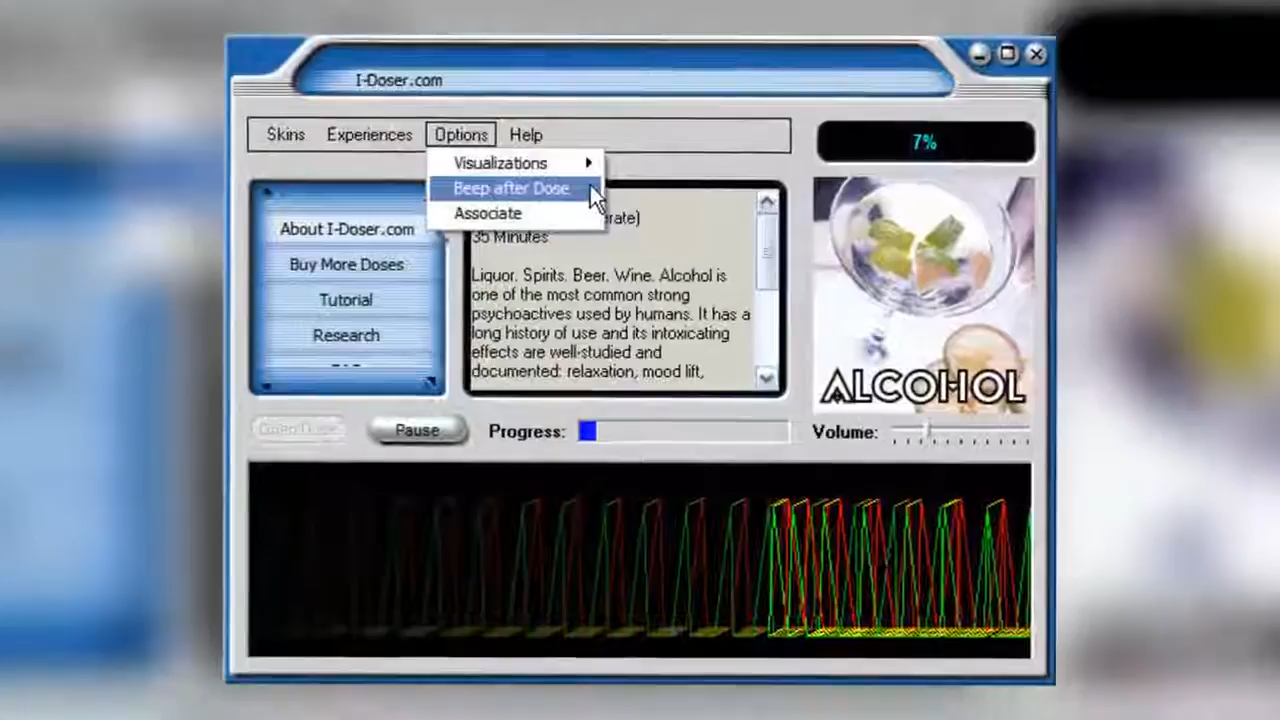 I-Doser.com
Skins Experiences Options Help
7%
Visualizations
Beep after Dose
Associate
About I-Doser.com
Buy More Doses
Tutorial
Research
rate)
35 Minutes
Liquor. Spirits. Beer. Wine. Alcohol is
one of the most common strong
psychoactives used by humans. It has a
long history of use and its intoxicating
effects are well-studied and
documented: relaxation, mood lift,
ALCOHOL
Pause
Progress:
Volume: